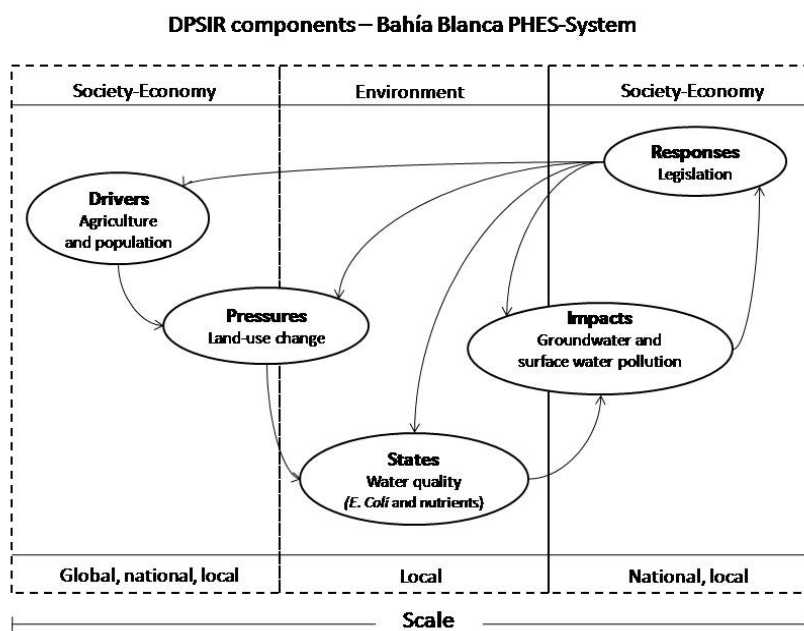 DPSIR components – Bahía Blanca PHES-System
Society-Economy
Environment
Society-Economy
Responses
Legislation
Drivers
Agriculture
and population
Pressures
Land-use change
Impacts
Groundwater and
surface water pollution
States
Water quality
(E. Coli and nutrients)
Global, national, local
Local
National, local
Scale